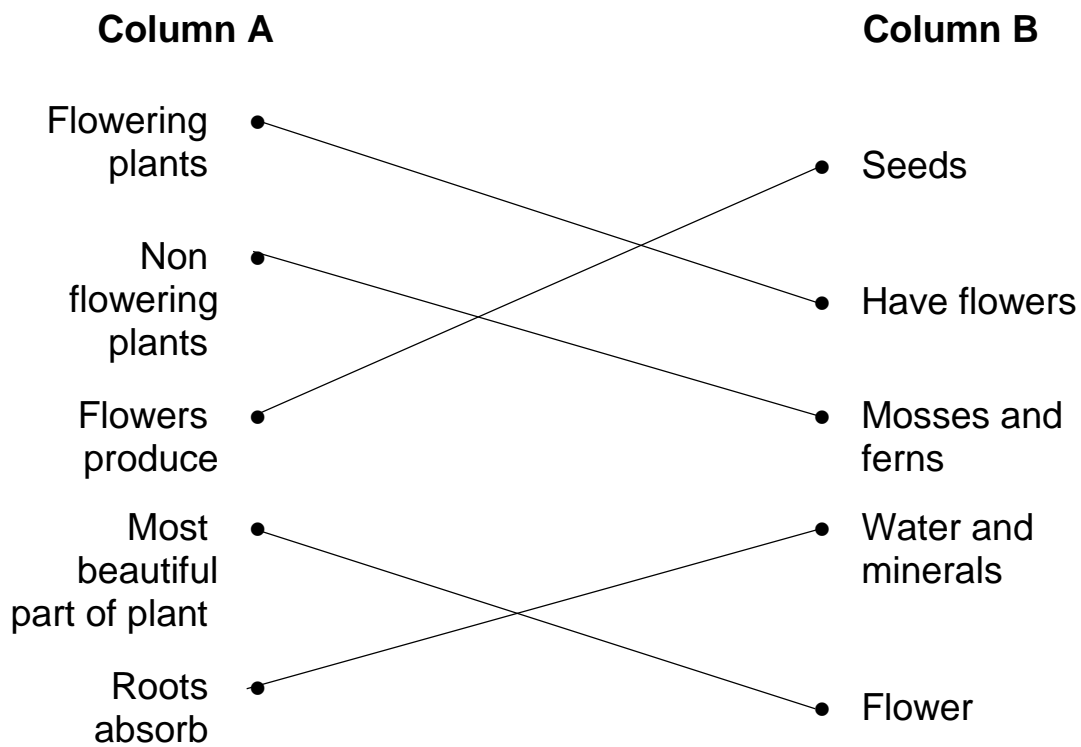 Column A
Column B
Flowering
plants
Seeds
Non
flowering
plants
Have flowers
Flowers
produce
Mosses and
ferns
Most
beautiful
part of plant
Water and
minerals
Roots
absorb
Flower